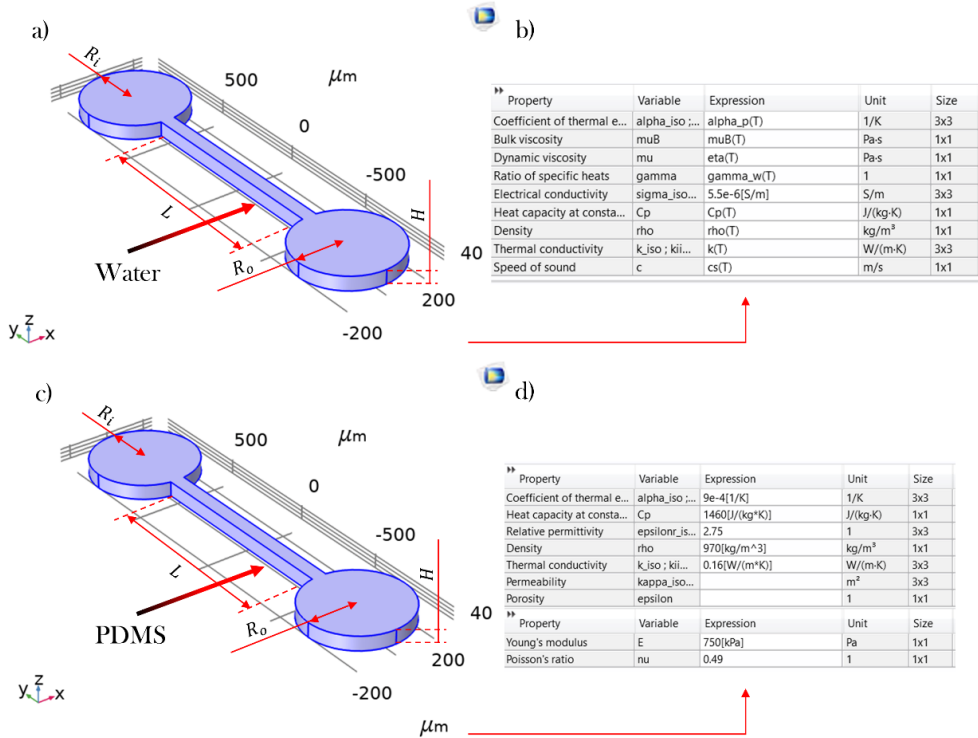 a)
R_i
500
μm
0
-500
L
H
Water
R_o
40
200
-200
y z x
b)
Property Variable Expression Unit Size
Coefficient of thermal e... alpha_iso ;... alpha_p(T) 1/K 3x3
Bulk viscosity muB muB(T) Pa·s 1x1
Dynamic viscosity mu eta(T) Pa·s 1x1
Ratio of specific heats gamma gamma_w(T) 1 1x1
Electrical conductivity sigma_iso... 5.5e-6[S/m] S/m 3x3
Heat capacity at consta... Cp Cp(T) J/(kg·K) 1x1
Density rho rho(T) kg/m³ 1x1
Thermal conductivity k_iso ; kii... k(T) W/(m·K) 3x3
Speed of sound c cs(T) m/s 1x1
c)
R_i
500
μm
0
-500
L
H
PDMS
R_o
40
200
-200
μm
y z x
d)
Property Variable Expression Unit Size
Coefficient of thermal e... alpha_iso ;... 9e-4[1/K] 1/K 3x3
Heat capacity at consta... Cp 1460[J/(kg*K)] J/(kg·K) 1x1
Relative permittivity epsilonr_is... 2.75 1 3x3
Density rho 970[kg/m^3] kg/m³ 1x1
Thermal conductivity k_iso ; kii... 0.16[W/(m*K)] W/(m·K) 3x3
Permeability kappa_iso... m² 3x3
Porosity epsilon 1 1x1
Property Variable Expression Unit Size
Young's modulus E 750[kPa] Pa 1x1
Poisson's ratio nu 0.49 1 1x1